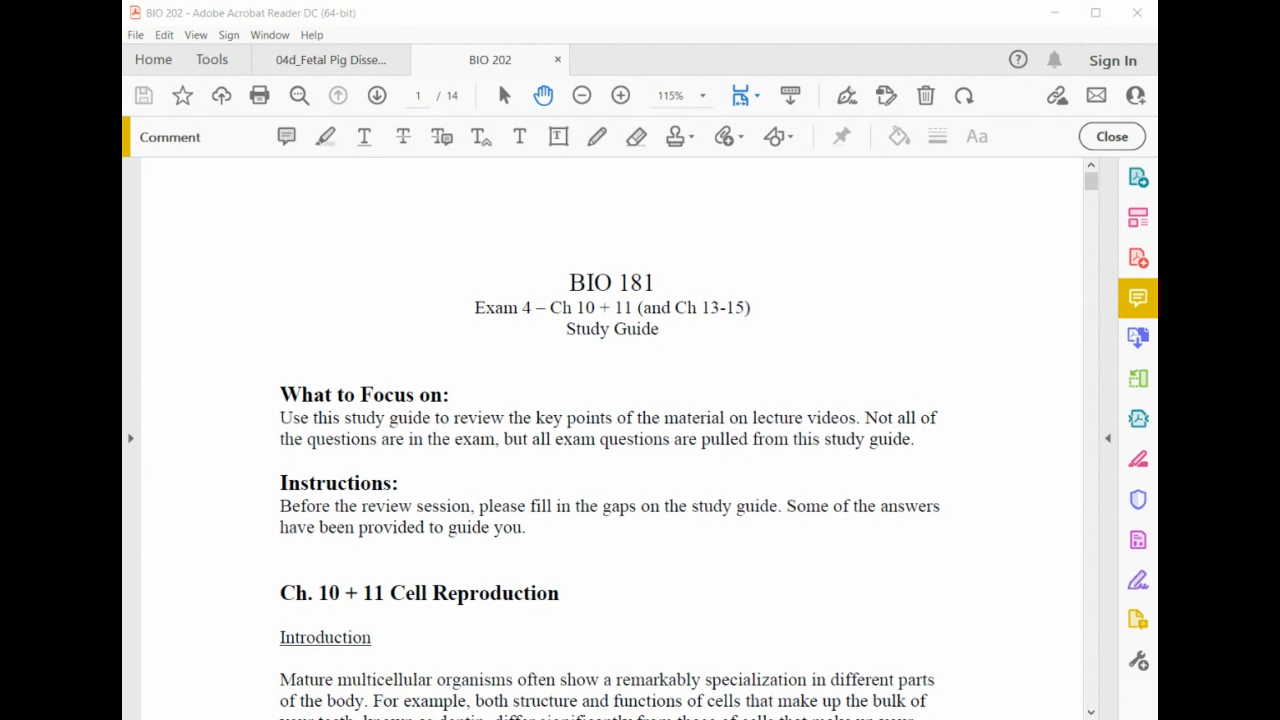 BIO 202 - Adobe Acrobat Reader DC (64-bit)
File Edit View Sign Window Help
Home Tools 04d_Fetal Pig Disse... BIO 202 × ? Sign In
1 / 14 115%
Comment Close
BIO 181
Exam 4 – Ch 10 + 11 (and Ch 13-15)
Study Guide
What to Focus on:
Use this study guide to review the key points of the material on lecture videos. Not all of
the questions are in the exam, but all exam questions are pulled from this study guide.
Instructions:
Before the review session, please fill in the gaps on the study guide. Some of the answers
have been provided to guide you.
Ch. 10 + 11 Cell Reproduction
Introduction
Mature multicellular organisms often show a remarkably specialization in different parts
of the body. For example, both structure and functions of cells that make up the bulk of